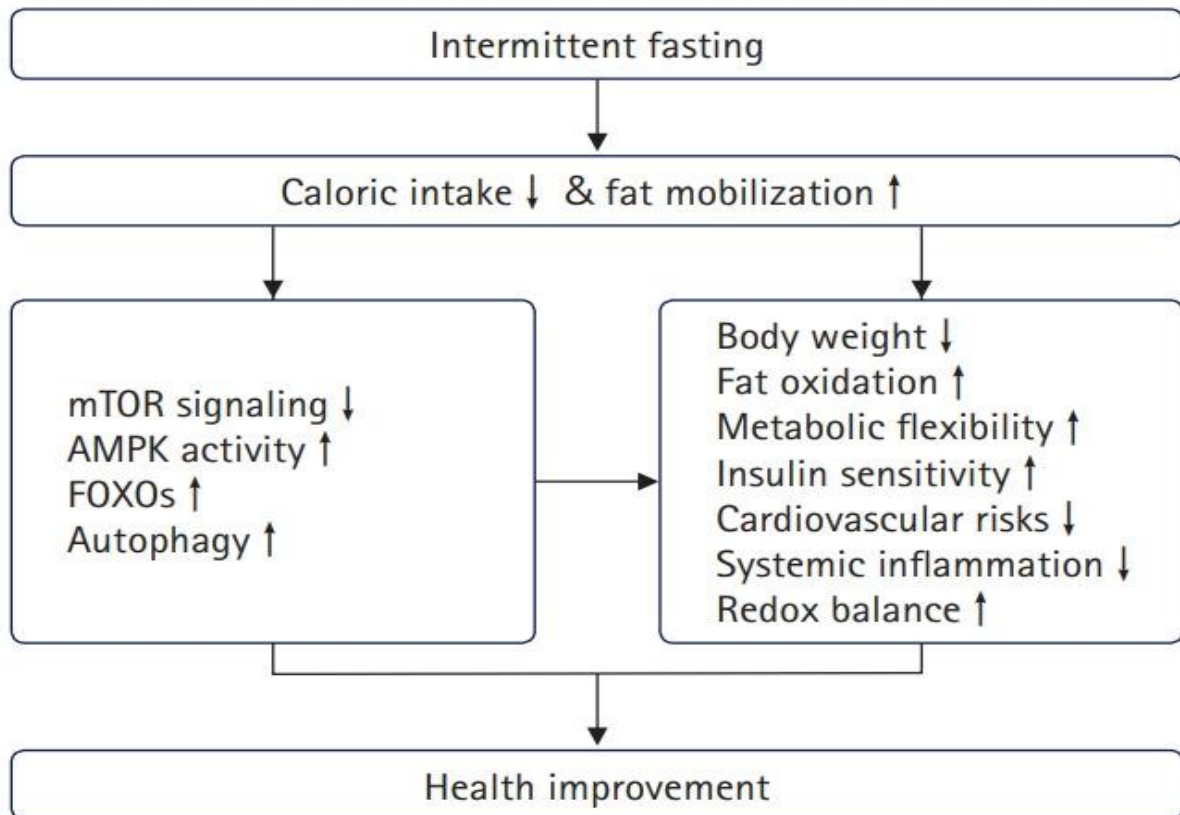 Intermittent fasting
Caloric intake ↓ & fat mobilization ↑
mTOR signaling ↓
AMPK activity ↑
FOXOs ↑
Autophagy ↑
Body weight ↓
Fat oxidation ↑
Metabolic flexibility ↑
Insulin sensitivity ↑
Cardiovascular risks ↓
Systemic inflammation ↓
Redox balance ↑
Health improvement